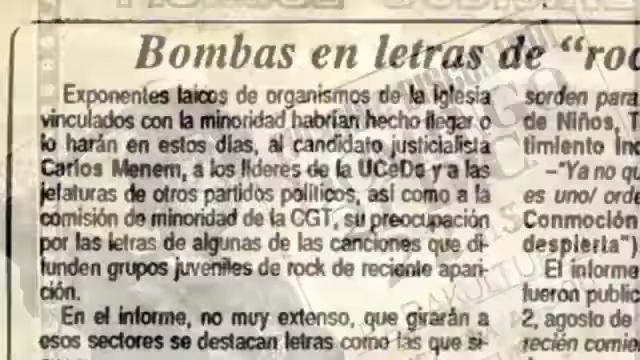 Bombas en letras de “roc
Exponentes laicos de organismos de la iglesia
vinculados con la minoridad habrían hecho llegar o
lo harán en estos días, al candidato justicialista
Carlos Menem, a los líderes de la UCeDe y a las
jefaturas de otros partidos políticos, así como a la
comisión de minoridad de la CGT, su preocupación
por las letras de algunas de las canciones que di-
funden grupos juveniles de rock de reciente apari-
ción.
En el informe, no muy extenso, que girarán a
esos sectores se destacan letras como las que si-
sorden para
de Niños, T
timiento Ind
–"Ya no qu
es uno/ orde
Conmoción
despierta")
El informe
fueron public
2, agosto de
recién comie